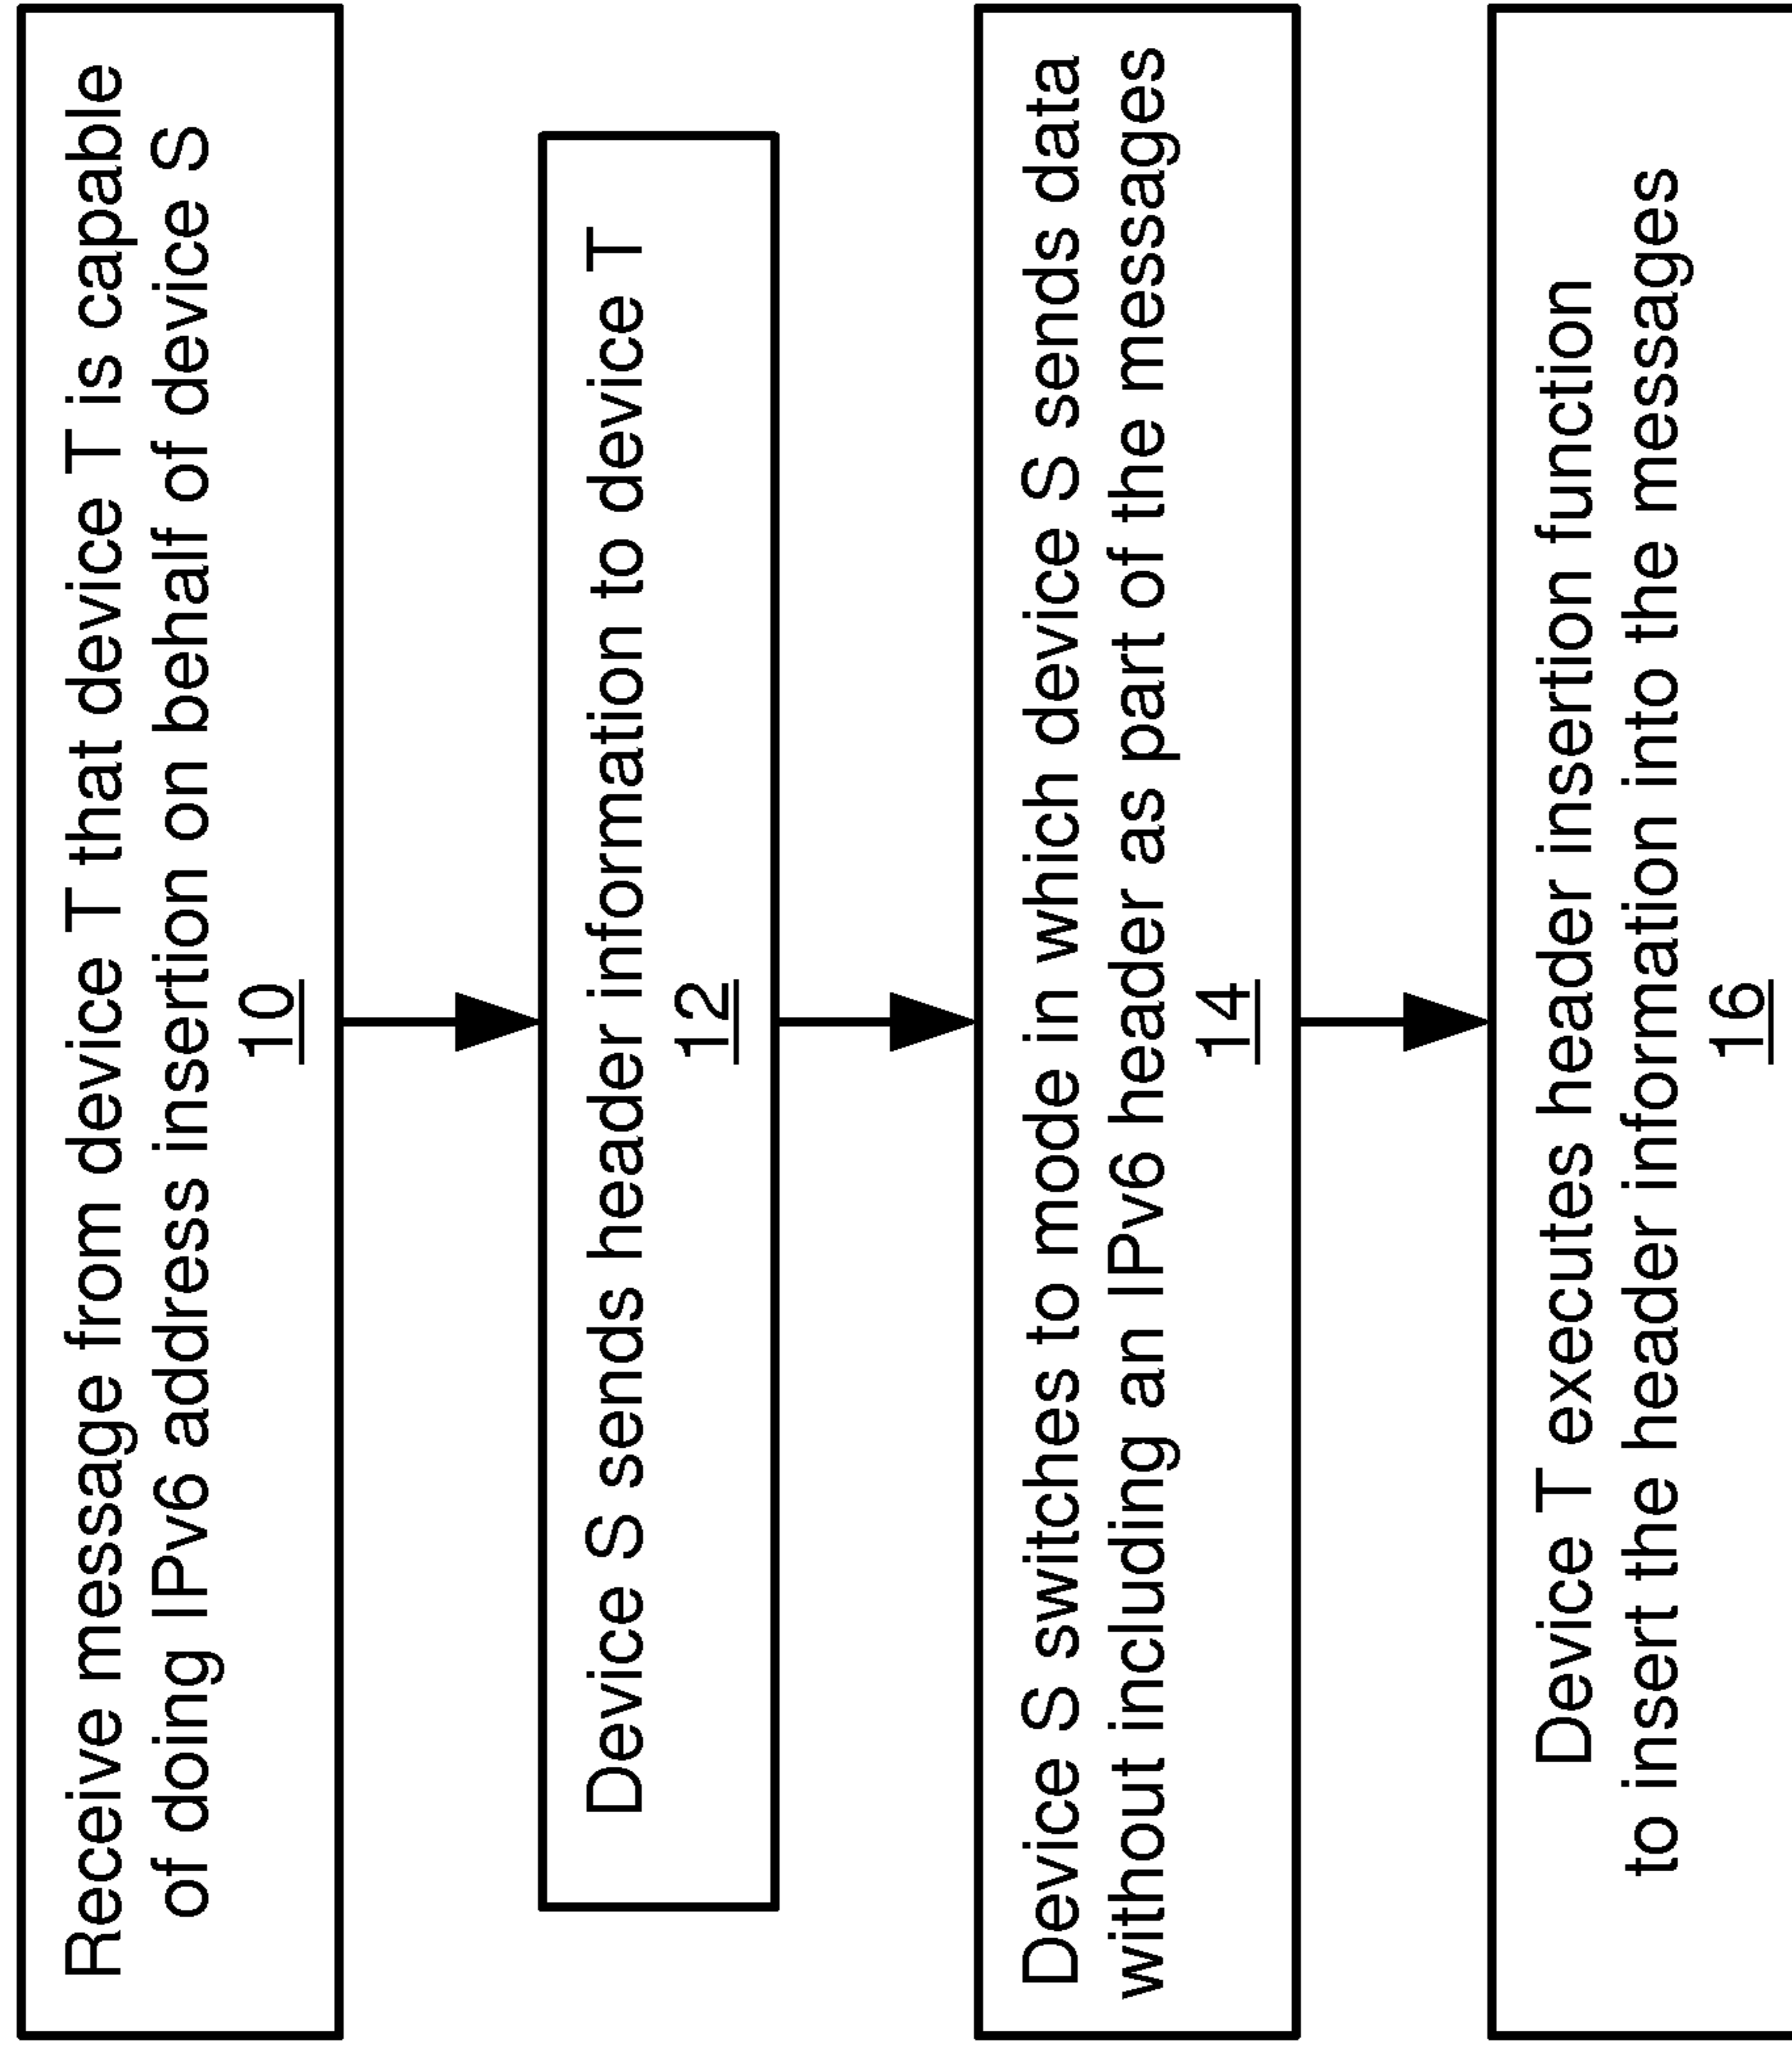 Receive message from device T that device T is capable
of doing IPv6 address insertion on behalf of device S
10
Device S sends header information to device T
12
Device S switches to mode in which device S sends data
without including an IPv6 header as part of the messages
14
Device T executes header insertion function
to insert the header information into the messages
16